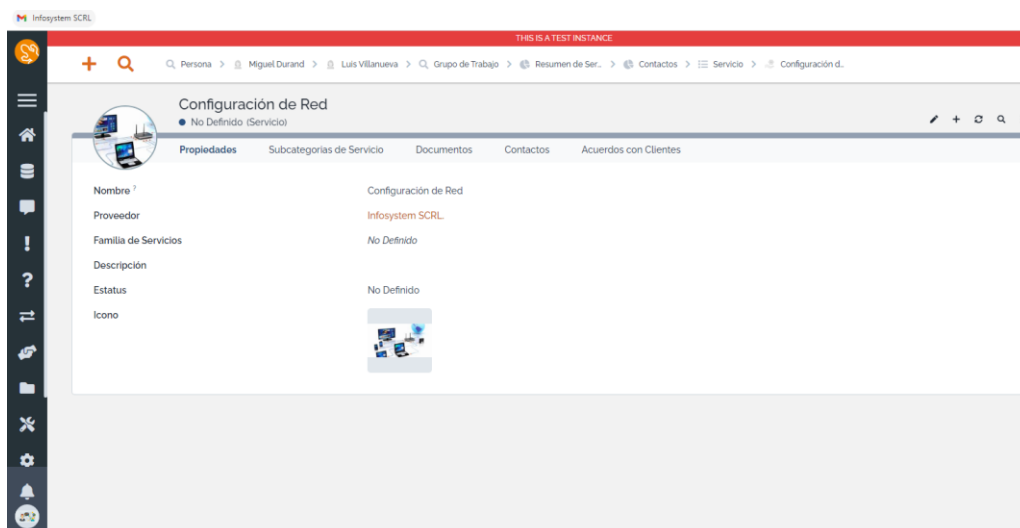 Infosystem SCRL
THIS IS A TEST INSTANCE
Persona > Miguel Durand > Luis Villanueva > Grupo de Trabajo > Resumen de Ser... > Contactos > Servicio > Configuración d...
Configuración de Red
No Definido (Servicio)
Propiedades Subcategorias de Servicio Documentos Contactos Acuerdos con Clientes
Nombre ? Configuración de Red
Proveedor Infosystem SCRL.
Familia de Servicios No Definido
Descripción
Estatus No Definido
Icono